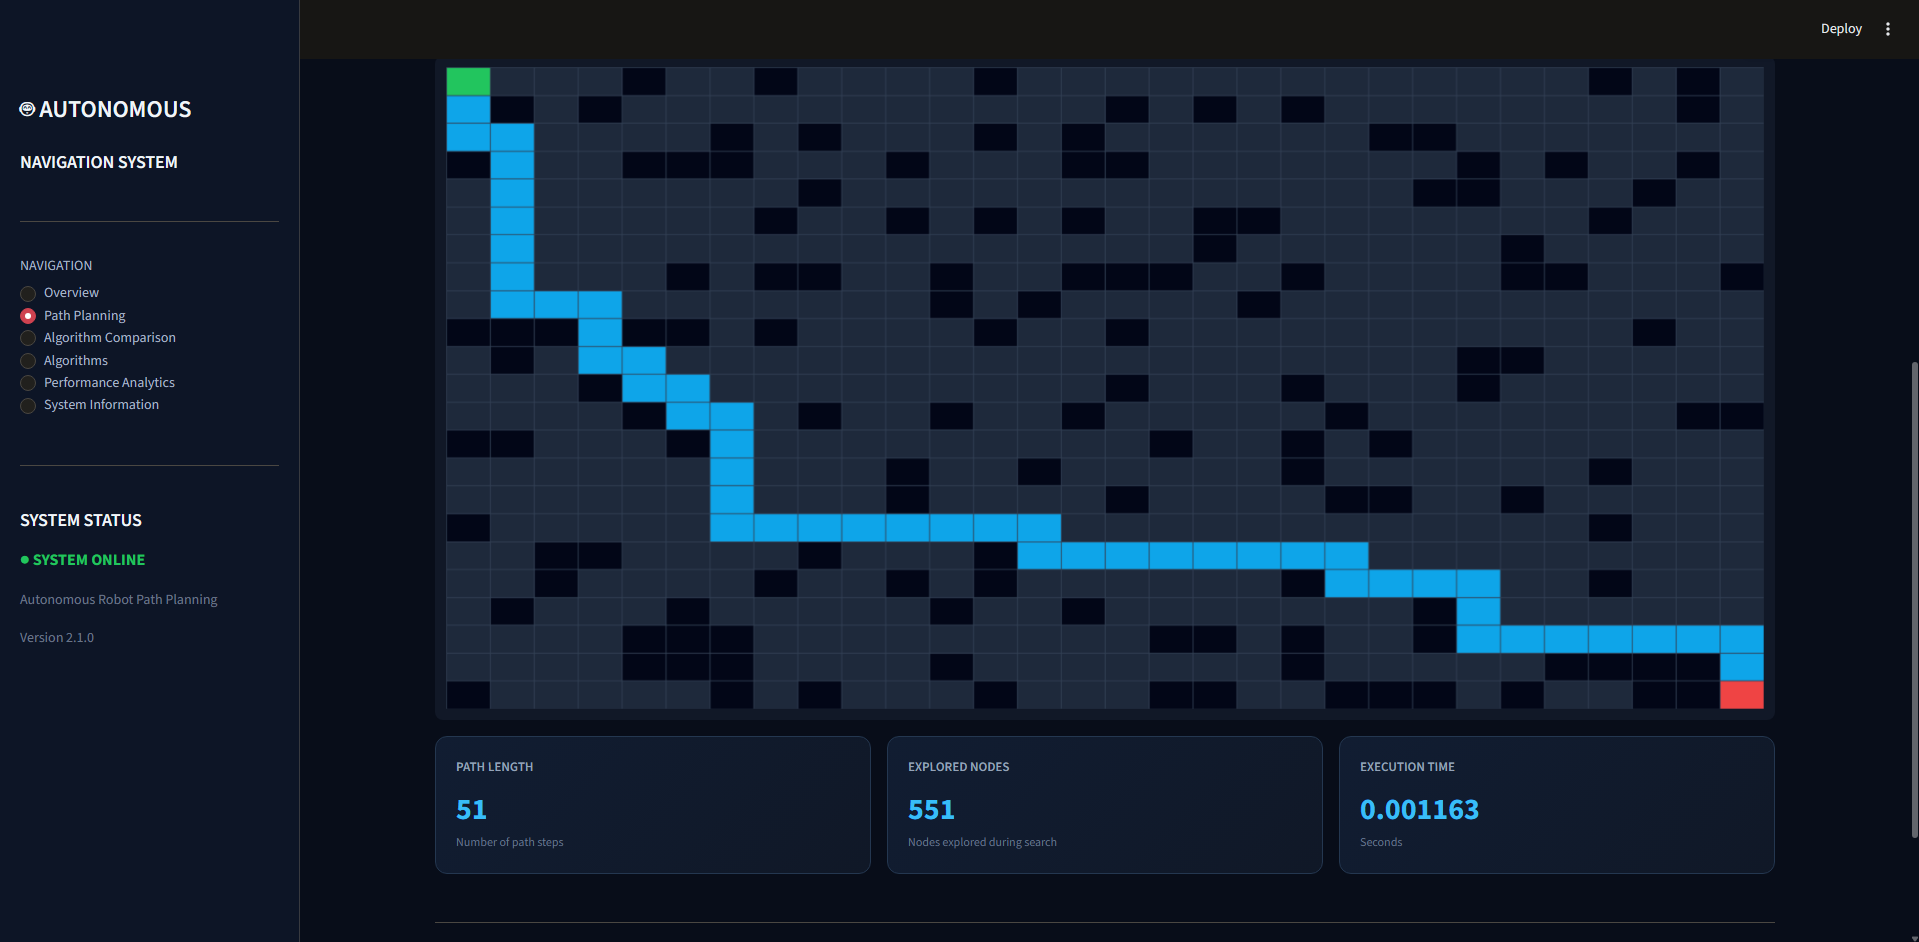 Deploy
AUTONOMOUS
NAVIGATION SYSTEM
NAVIGATION
Overview
Path Planning
Algorithm Comparison
Algorithms
Performance Analytics
System Information
SYSTEM STATUS
SYSTEM ONLINE
Autonomous Robot Path Planning
Version 2.1.0
PATH LENGTH
51
Number of path steps
EXPLORED NODES
551
Nodes explored during search
EXECUTION TIME
0.001163
Seconds